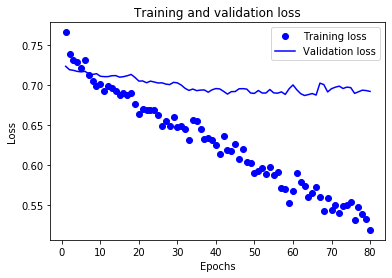 Training and validation loss
Training loss
Validation loss
0.75
0.70
0.65
0.60
0.55
Loss
0 10 20 30 40 50 60 70 80
Epochs